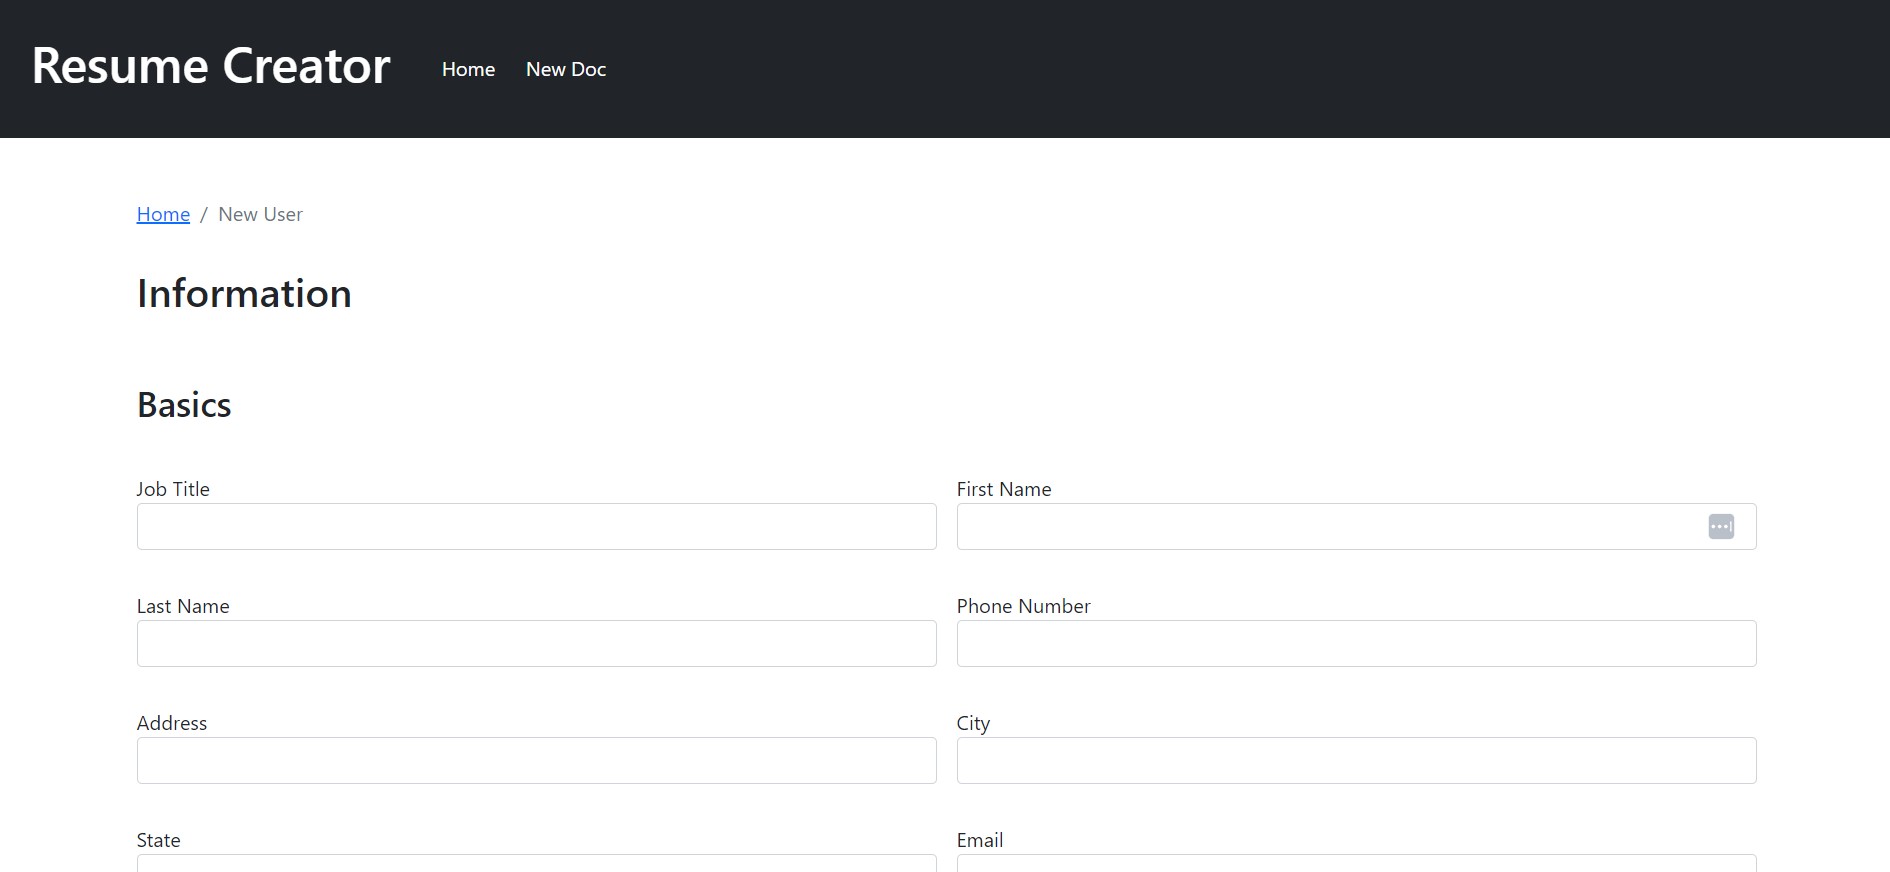 Resume Creator Home New Doc
Home / New User
Information
Basics
Job Title First Name
Last Name Phone Number
Address City
State Email